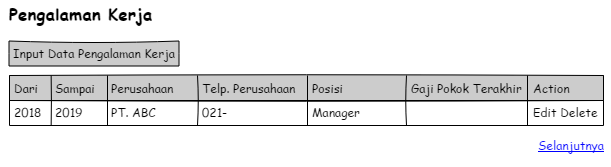 Pengalaman Kerja
Input Data Pengalaman Kerja
Dari Sampai Perusahaan Telp. Perusahaan Posisi Gaji Pokok Terakhir Action
2018 2019 PT. ABC 021- Manager Edit Delete
Selanjutnya